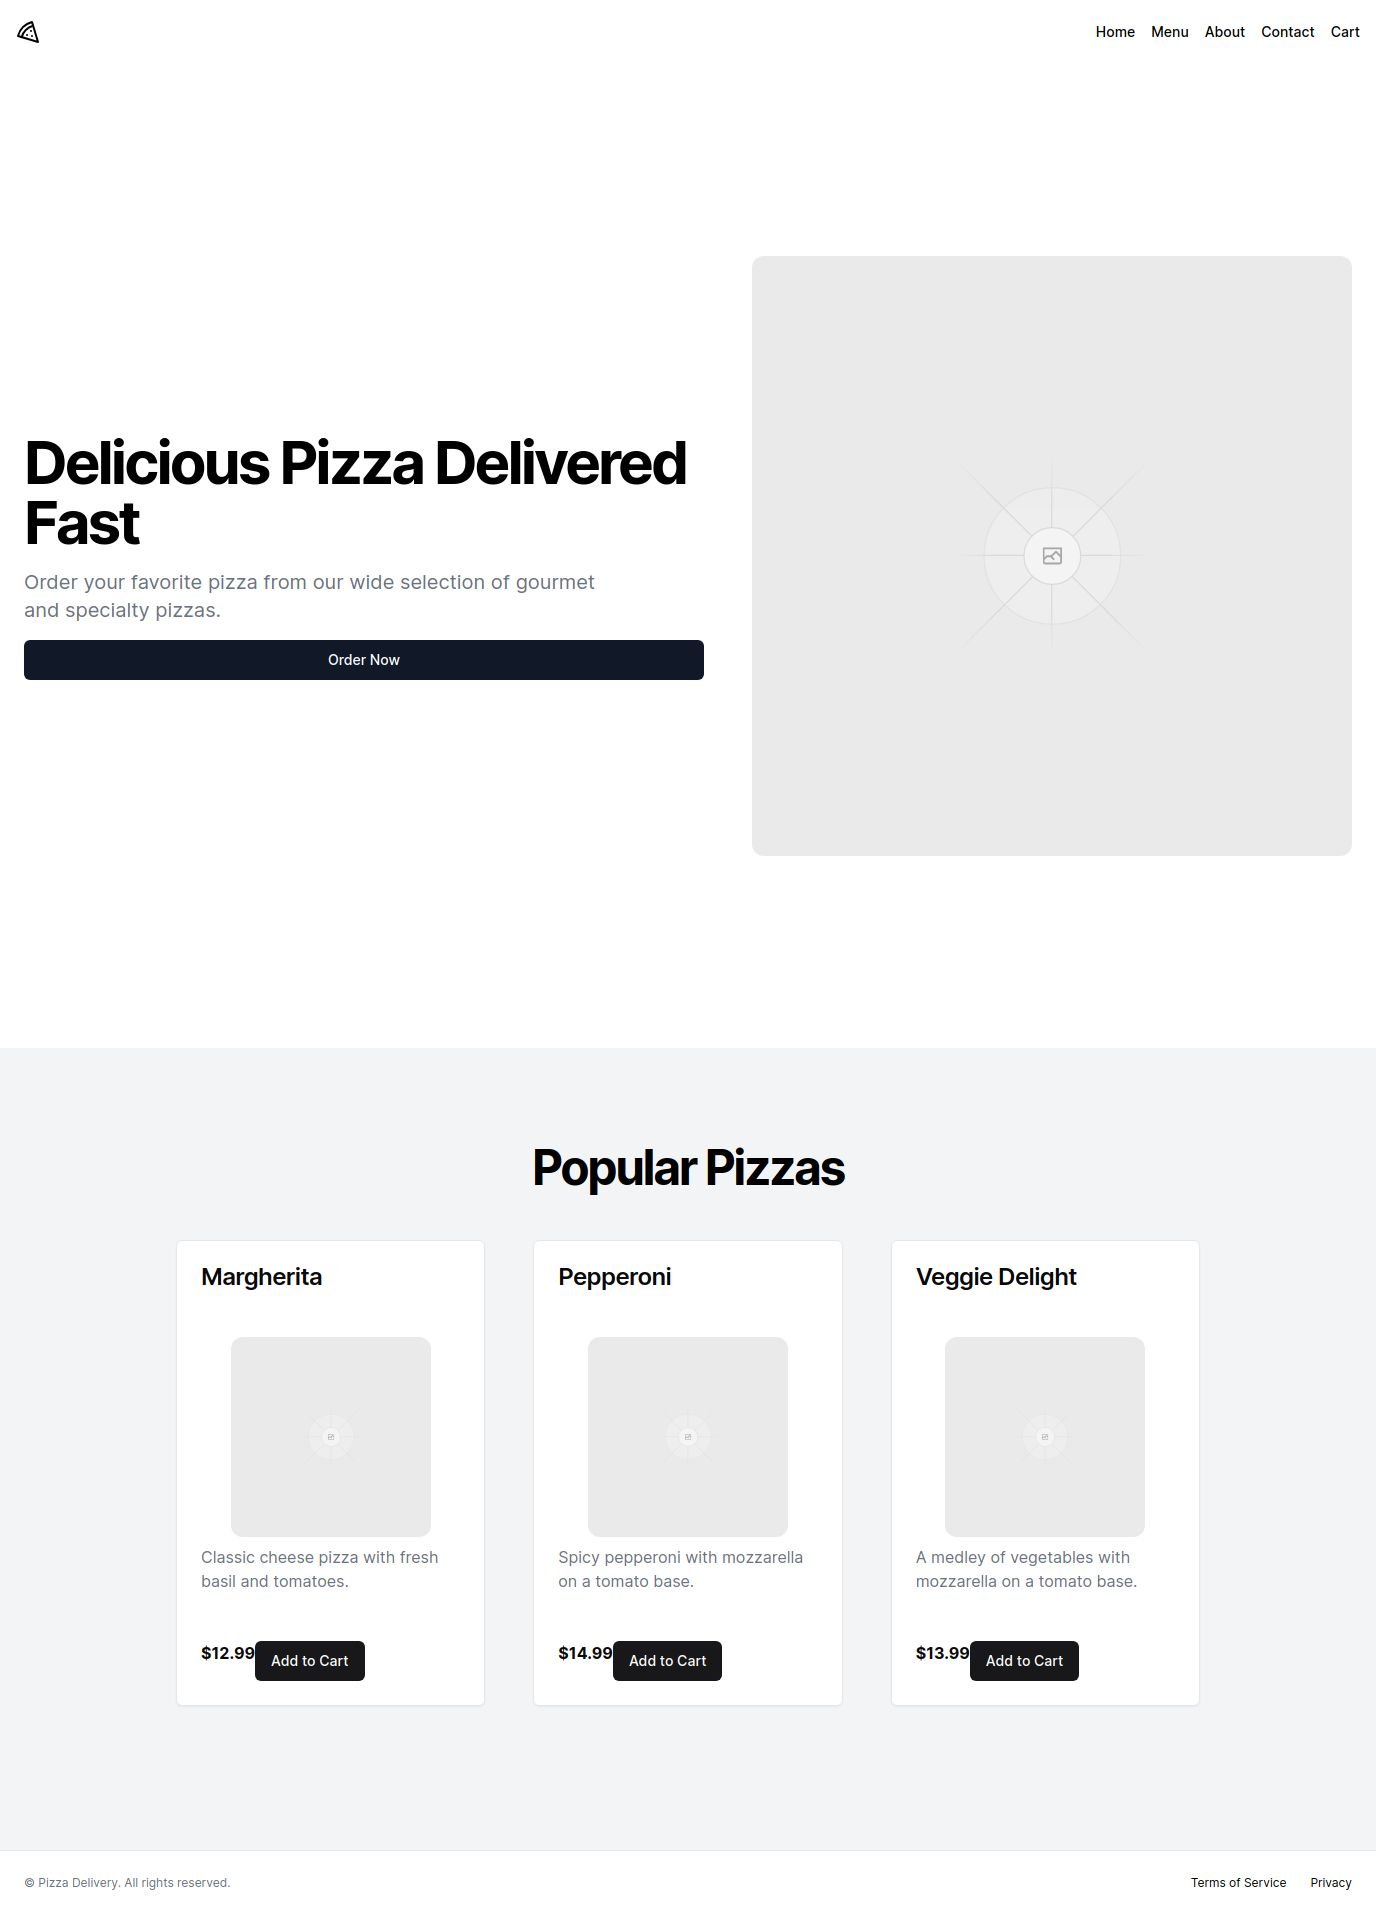 Home Menu About Contact Cart
Delicious Pizza Delivered
Fast
Order your favorite pizza from our wide selection of gourmet
and specialty pizzas.
Order Now
Popular Pizzas
Margherita
Classic cheese pizza with fresh
basil and tomatoes.
$12.99 Add to Cart
Pepperoni
Spicy pepperoni with mozzarella
on a tomato base.
$14.99 Add to Cart
Veggie Delight
A medley of vegetables with
mozzarella on a tomato base.
$13.99 Add to Cart
© Pizza Delivery. All rights reserved.
Terms of Service Privacy